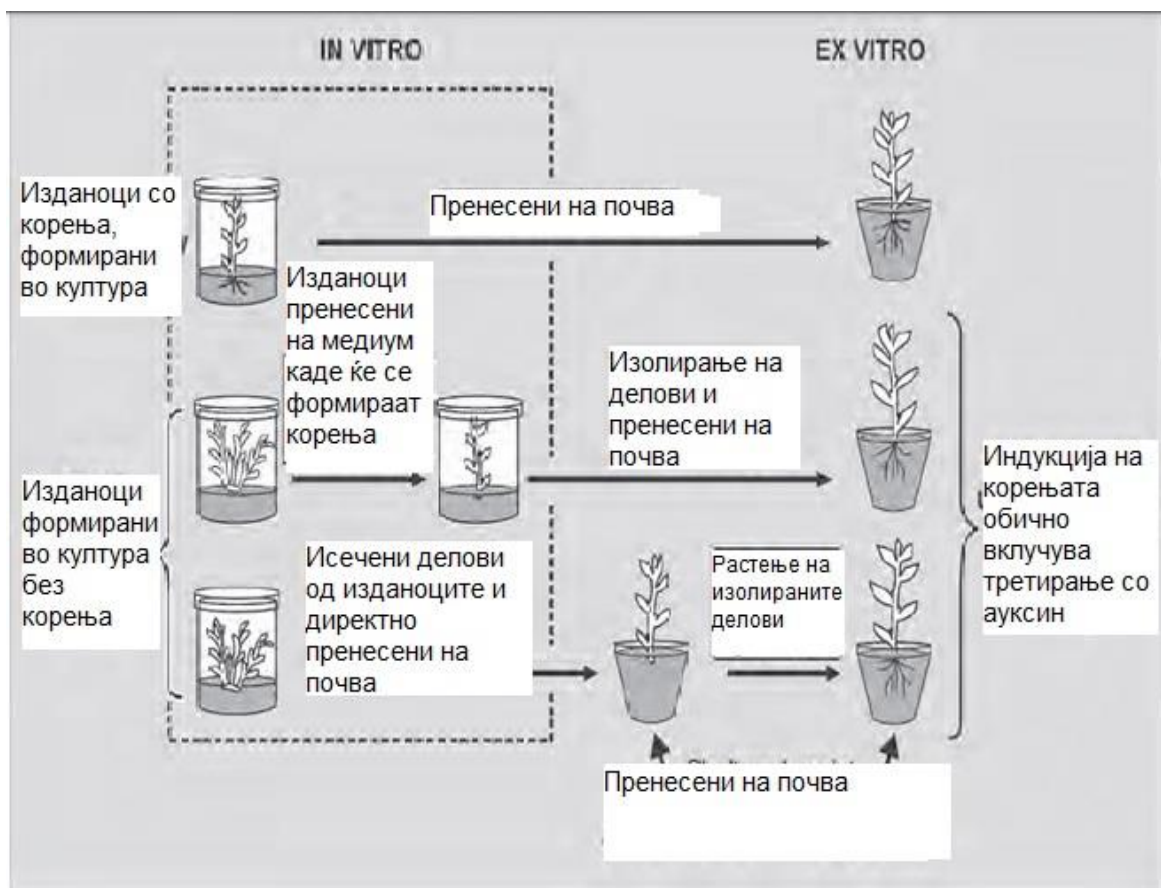 IN VITRO
EX VITRO
Изданоци со
корења,
формирани
во култура
Пренесени на почва
Изданоци
пренесени
на медиум
каде ќе се
формираат
корења
Изолирање на
делови и
пренесени на
почва
Изданоци
формирани
во култура
без
корења
Исечени делови
од изданоците и
директно
пренесени на
почва
Растење на
изолираните
делови
Индукција на
корењата
обично
вклучува
третирање со
ауксин
Пренесени на почва